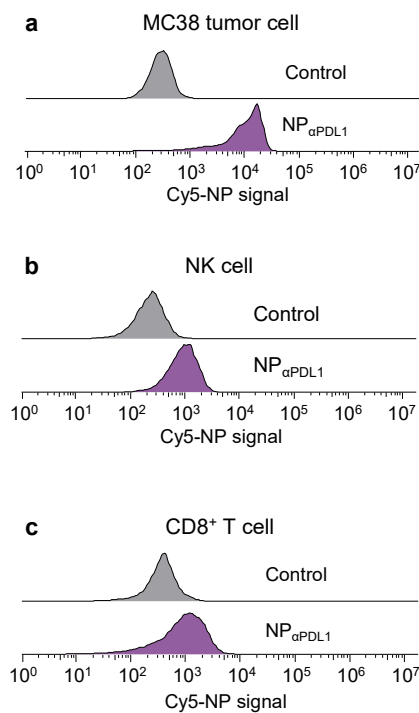 a MC38 tumor cell
Control
NPαPDL1
10⁰ 10¹ 10² 10³ 10⁴ 10⁵ 10⁶ 10⁷
Cy5-NP signal
b NK cell
Control
NPαPDL1
10⁰ 10¹ 10² 10³ 10⁴ 10⁵ 10⁶ 10⁷
Cy5-NP signal
c CD8⁺ T cell
Control
NPαPDL1
10⁰ 10¹ 10² 10³ 10⁴ 10⁵ 10⁶ 10⁷
Cy5-NP signal